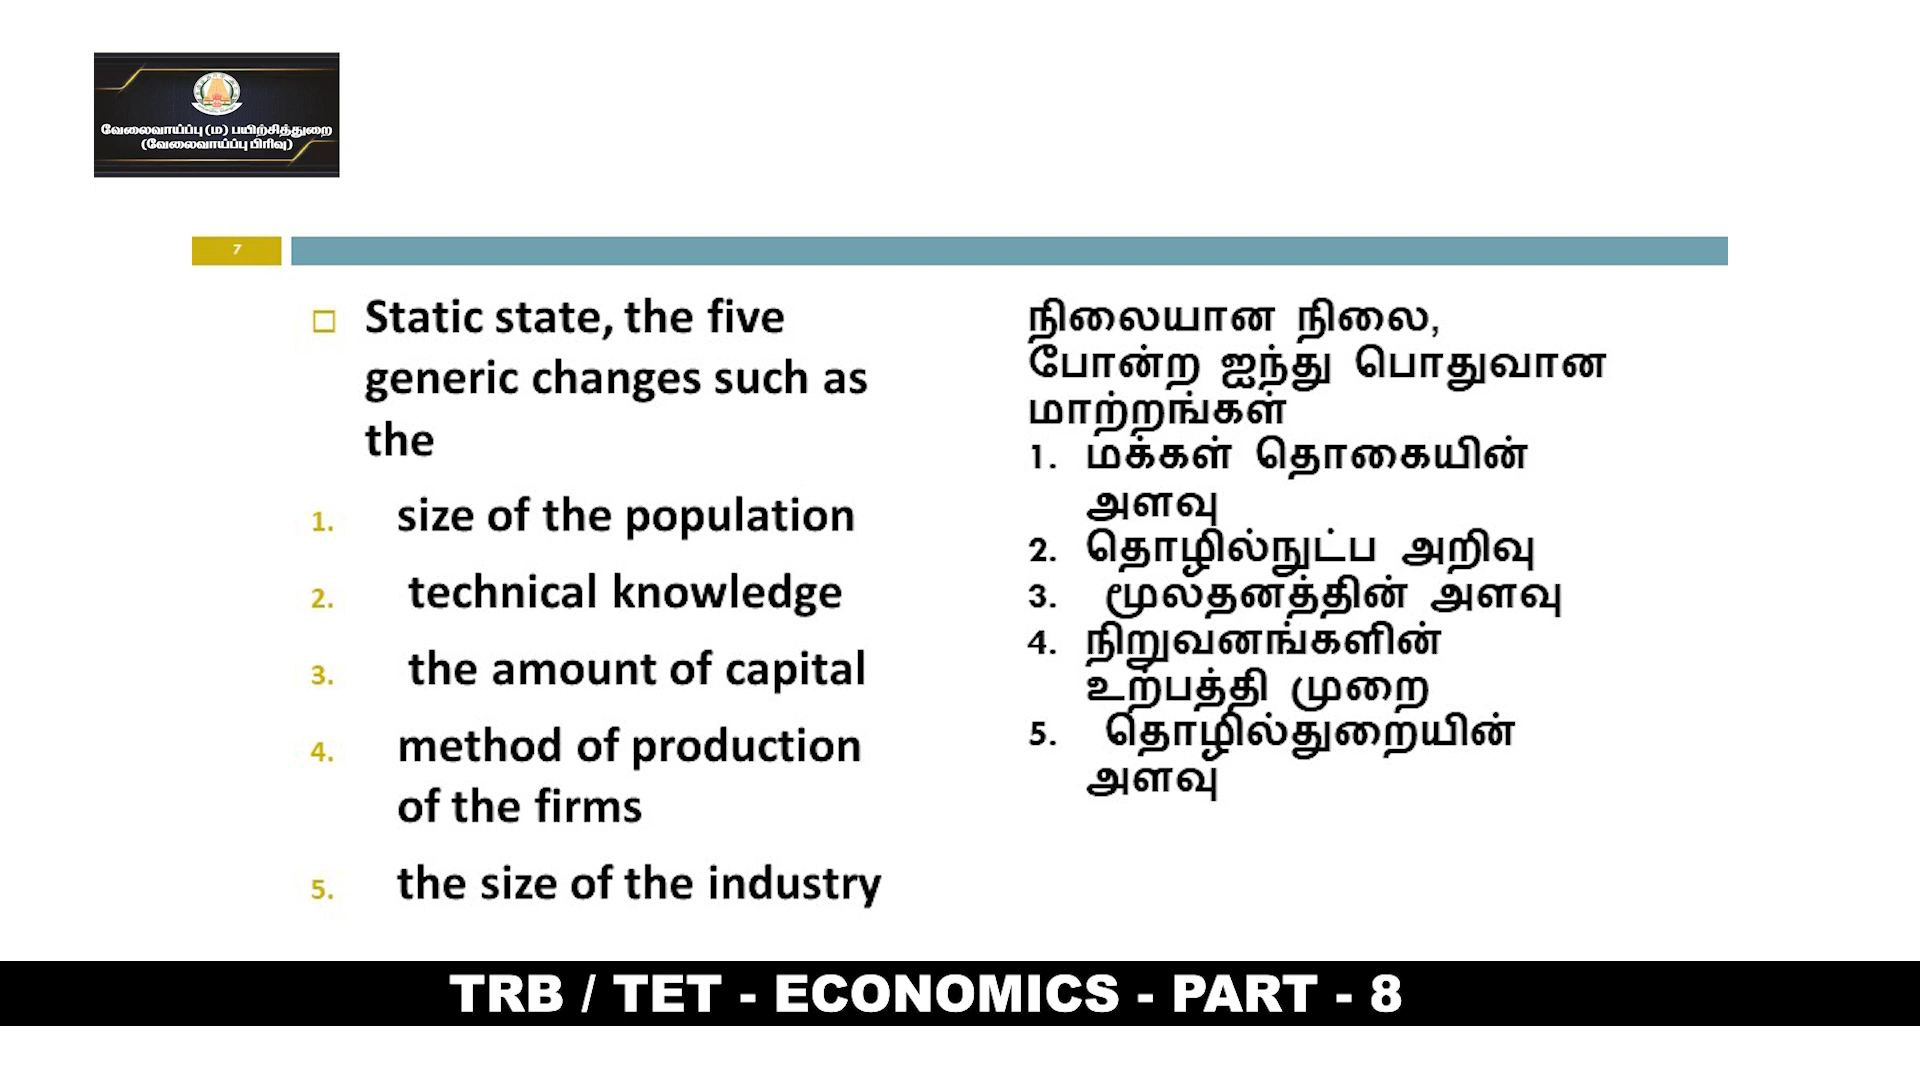 வேலைவாய்ப்பு (ம) பயிற்சித்துறை
(வேலைவாய்ப்பு பிரிவு)
7
Static state, the five
generic changes such as
the
1. size of the population
2. technical knowledge
3. the amount of capital
4. method of production
of the firms
5. the size of the industry
நிலையான நிலை,
போன்ற ஐந்து பொதுவான
மாற்றங்கள்
1. மக்கள் தொகையின்
அளவு
2. தொழில்நுட்ப அறிவு
3. மூலதனத்தின் அளவு
4. நிறுவனங்களின்
உற்பத்தி முறை
5. தொழில்துறையின்
அளவு
TRB / TET - ECONOMICS - PART - 8